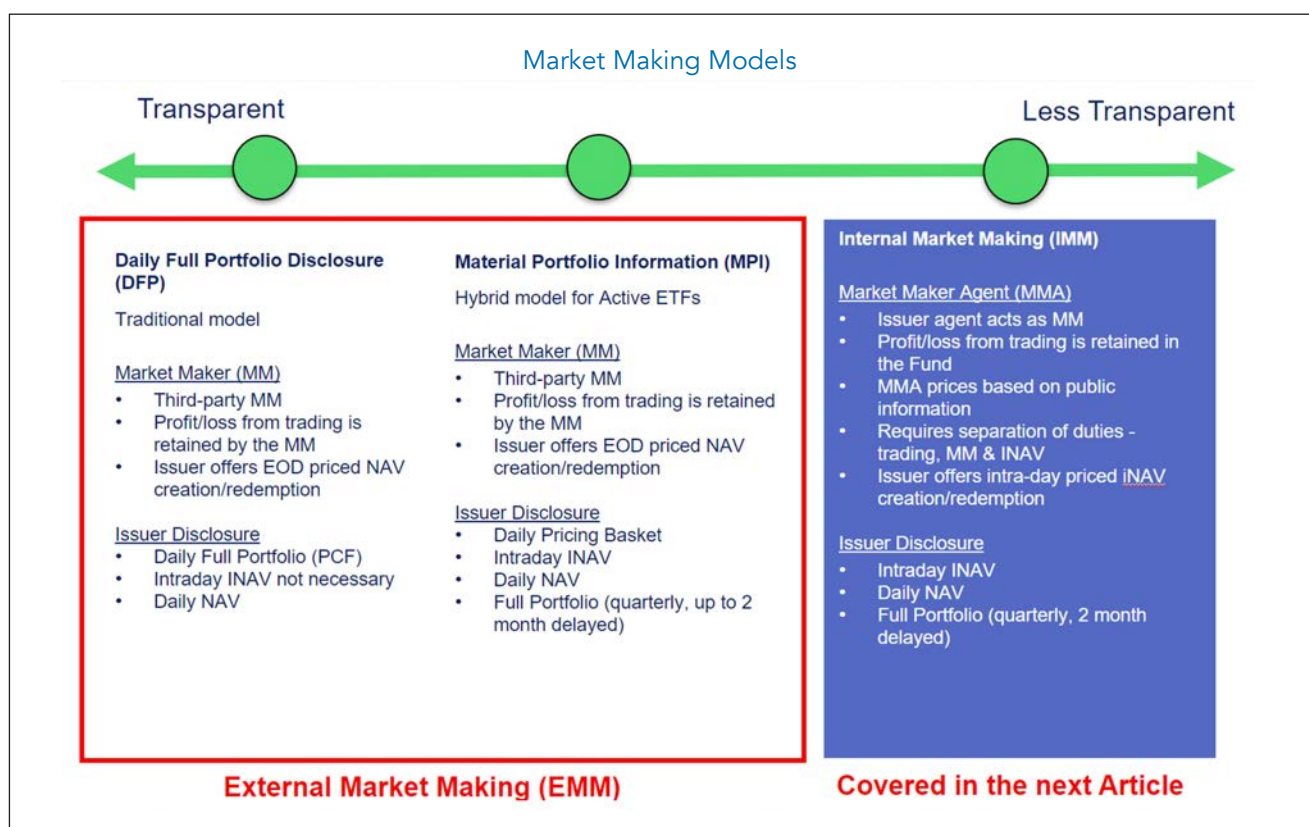 Market Making Models
Transparent
Less Transparent
Daily Full Portfolio Disclosure
(DFP)
Traditional model
Market Maker (MM)
• Third-party MM
• Profit/loss from trading is
retained by the MM
• Issuer offers EOD priced NAV
creation/redemption
Issuer Disclosure
• Daily Full Portfolio (PCF)
• Intraday INAV not necessary
• Daily NAV
Material Portfolio Information (MPI)
Hybrid model for Active ETFs
Market Maker (MM)
• Third-party MM
• Profit/loss from trading is retained
by the MM
• Issuer offers EOD priced NAV
creation/redemption
Issuer Disclosure
• Daily Pricing Basket
• Intraday INAV
• Daily NAV
• Full Portfolio (quarterly, up to 2
month delayed)
Internal Market Making (IMM)
Market Maker Agent (MMA)
• Issuer agent acts as MM
• Profit/loss from trading is retained in
the Fund
• MMA prices based on public
information
• Requires separation of duties -
trading, MM & INAV
• Issuer offers intra-day priced iNAV
creation/redemption
Issuer Disclosure
• Intraday INAV
• Daily NAV
• Full Portfolio (quarterly, 2 month
delayed)
External Market Making (EMM)
Covered in the next Article